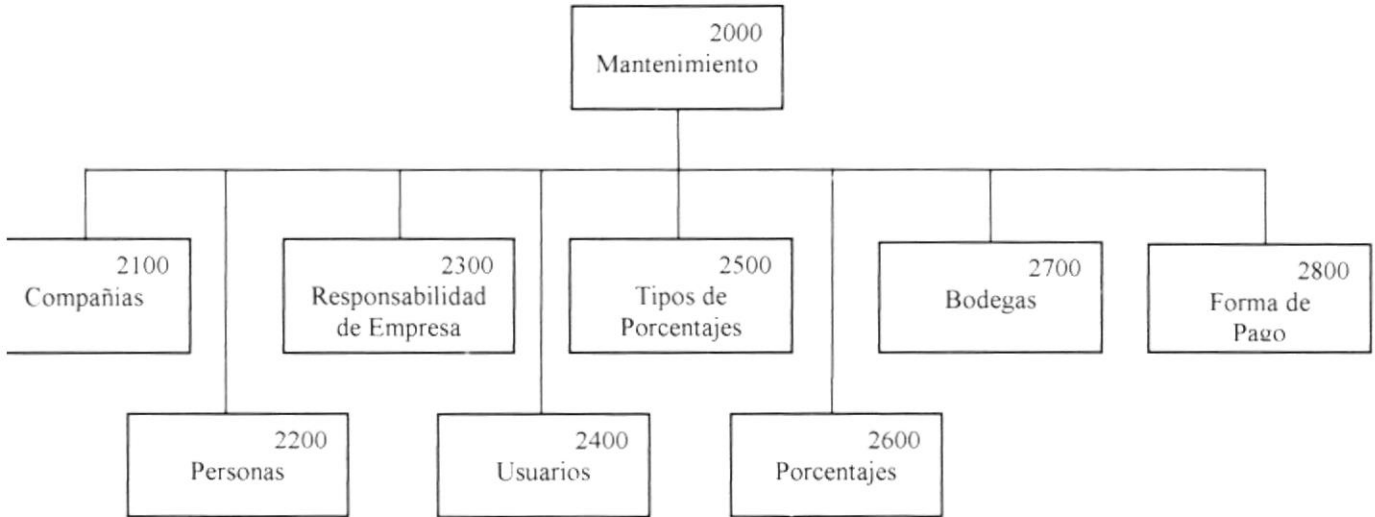 2000
Mantenimiento
2100
Compañias
2300
Responsabilidad
de Empresa
2500
Tipos de
Porcentajes
2700
Bodegas
2800
Forma de
Pago
2200
Personas
2400
Usuarios
2600
Porcentajes